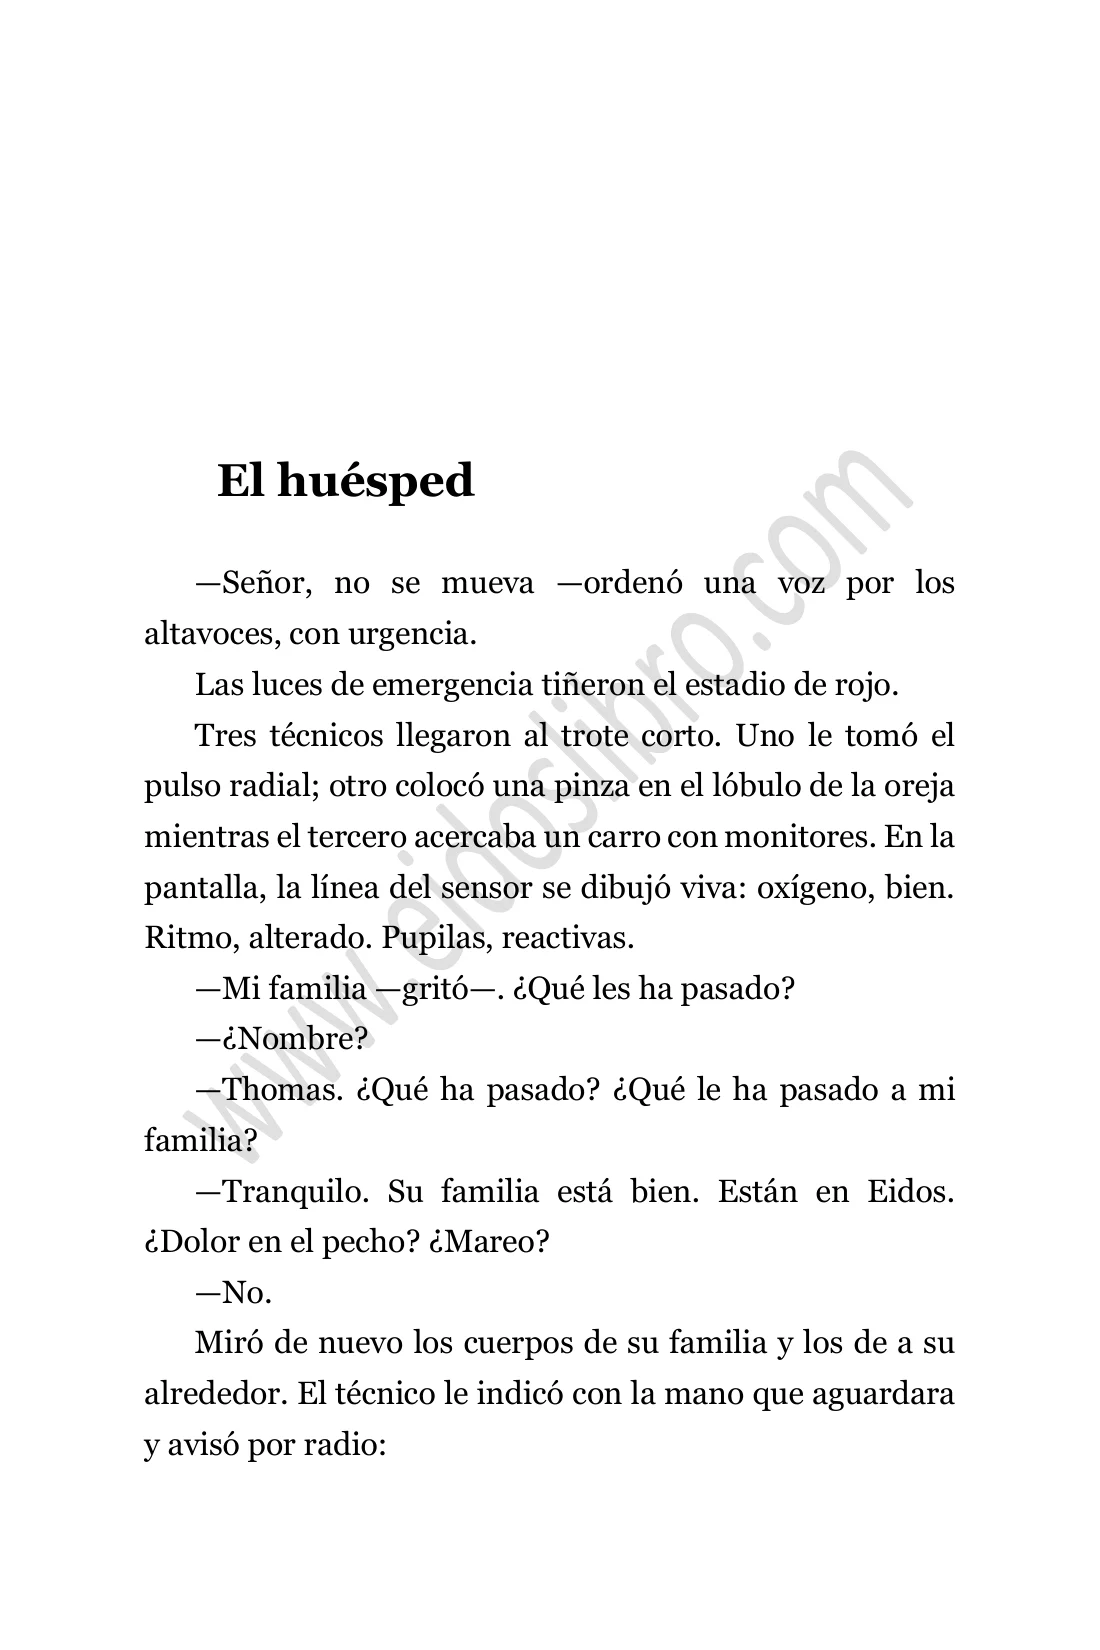 El huésped
—Señor, no se mueva —ordenó una voz por los
altavoces, con urgencia.
Las luces de emergencia tiñeron el estadio de rojo.
Tres técnicos llegaron al trote corto. Uno le tomó el
pulso radial; otro colocó una pinza en el lóbulo de la oreja
mientras el tercero acercaba un carro con monitores. En la
pantalla, la línea del sensor se dibujó viva: oxígeno, bien.
Ritmo, alterado. Pupilas, reactivas.
—Mi familia —gritó—. ¿Qué les ha pasado?
—¿Nombre?
—Thomas. ¿Qué ha pasado? ¿Qué le ha pasado a mi
familia?
—Tranquilo. Su familia está bien. Están en Eidos.
¿Dolor en el pecho? ¿Mareo?
—No.
Miró de nuevo los cuerpos de su familia y los de a su
alrededor. El técnico le indicó con la mano que aguardara
y avisó por radio:
www.eidoslibro.com